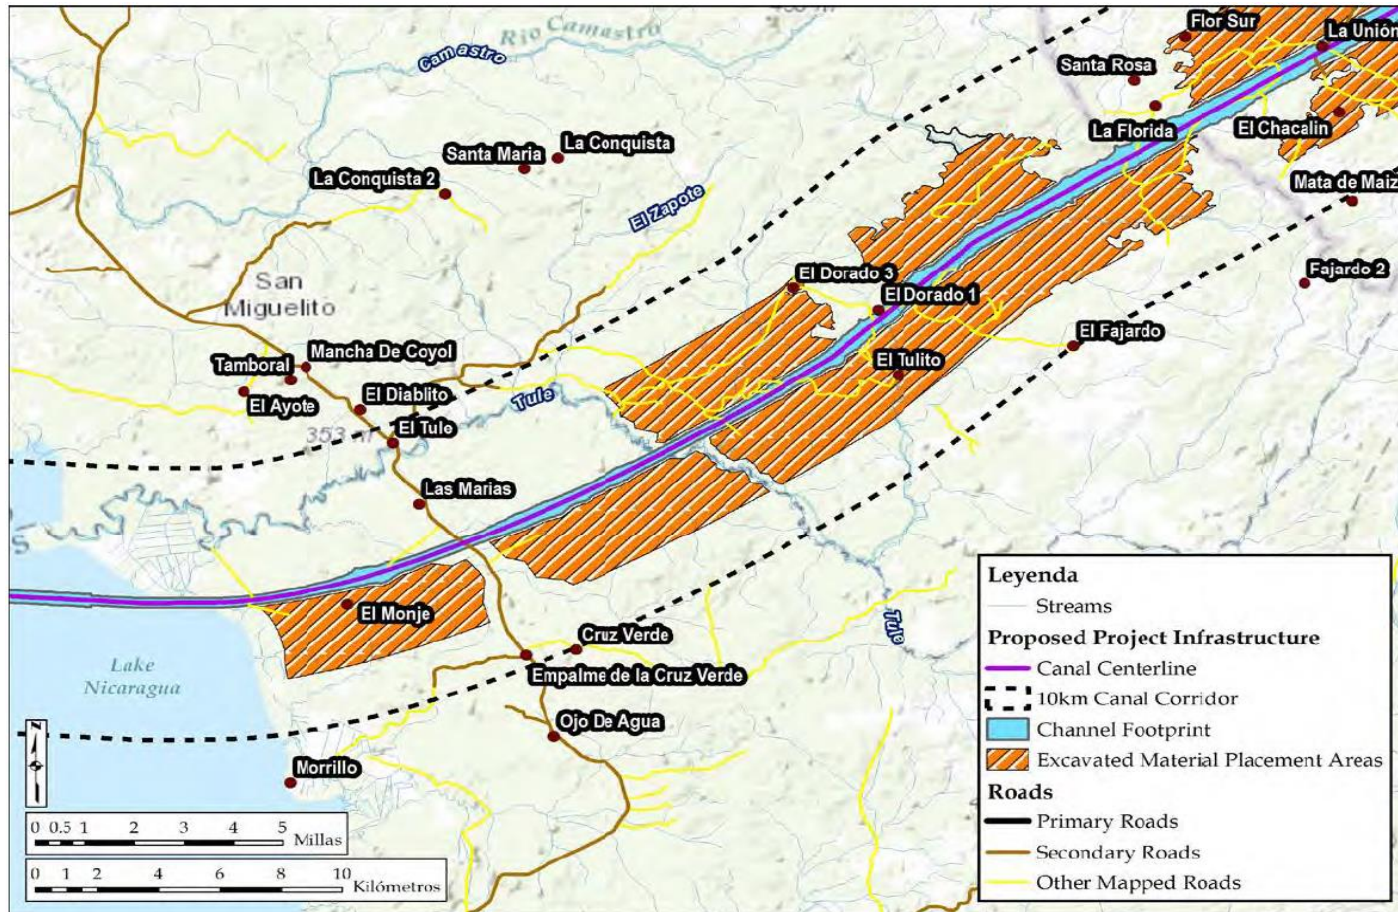 Rio Camastro
Camastro
Flor Sur
La Unión
Santa Rosa
La Florida
El Chacalin
Mata de Maiz
Santa Maria
La Conquista
La Conquista 2
El Zapote
San
Miguelito
El Dorado 3
El Dorado 1
Fajardo 2
Mancha De Coyol
Tamboral
El Fajardo
El Tulito
El Ayote
El Diablito
Tule
353 m
El Tule
Las Marias
El Monje
Tule
Cruz Verde
Empalme de la Cruz Verde
Lake
Nicaragua
Ojo De Agua
Morrillo
N
0 0.5 1 2 3 4 5
Millas
0 1 2 4 6 8 10
Kilómetros
Leyenda
Streams
Proposed Project Infrastructure
Canal Centerline
10km Canal Corridor
Channel Footprint
Excavated Material Placement Areas
Roads
Primary Roads
Secondary Roads
Other Mapped Roads